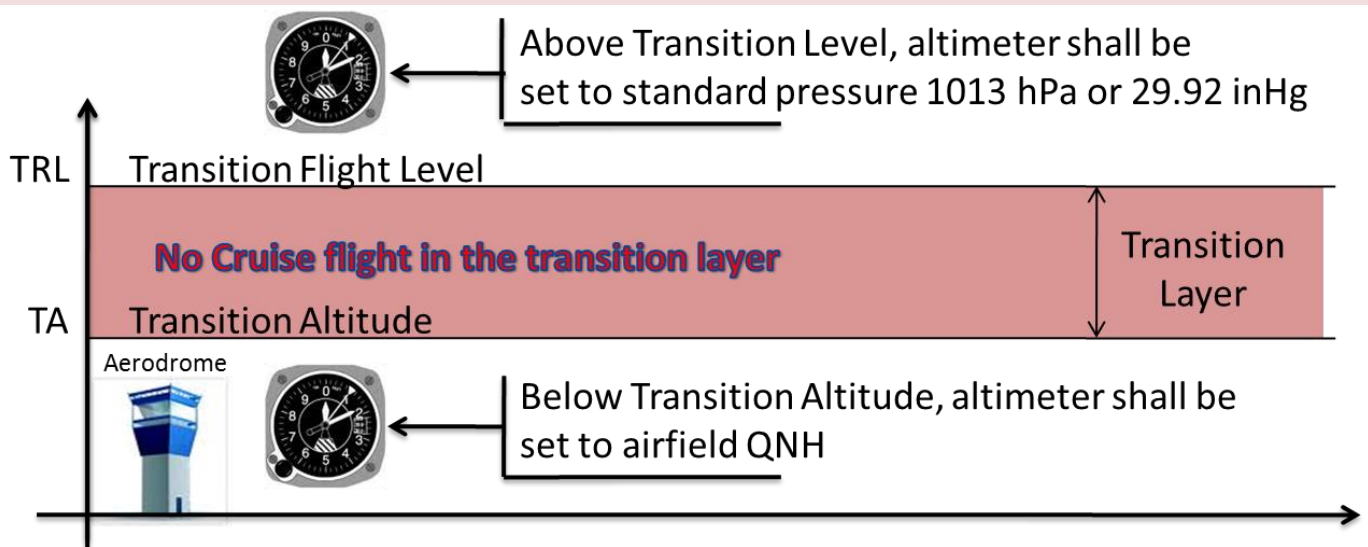 Above Transition Level, altimeter shall be
set to standard pressure 1013 hPa or 29.92 inHg
TRL
Transition Flight Level
No Cruise flight in the transition layer
Transition
Layer
TA
Transition Altitude
Aerodrome
Below Transition Altitude, altimeter shall be
set to airfield QNH